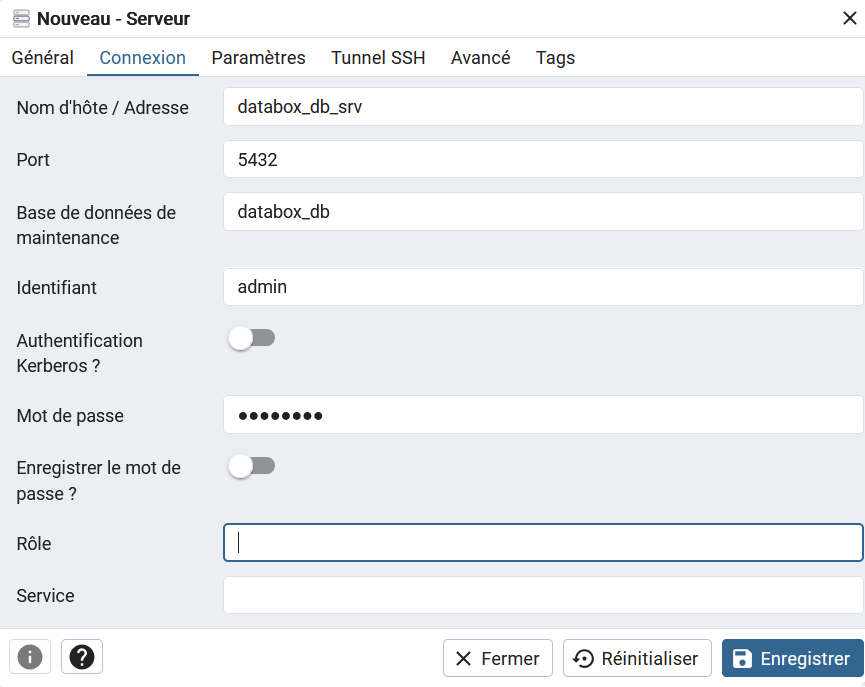 Nouveau - Serveur
Général Connexion Paramètres Tunnel SSH Avancé Tags
Nom d'hôte / Adresse databox_db_srv
Port 5432
Base de données de
maintenance databox_db
Identifiant admin
Authentification
Kerberos ?
Mot de passe ●●●●●●●●
Enregistrer le mot de
passe ?
Rôle
Service
Fermer Réinitialiser Enregistrer